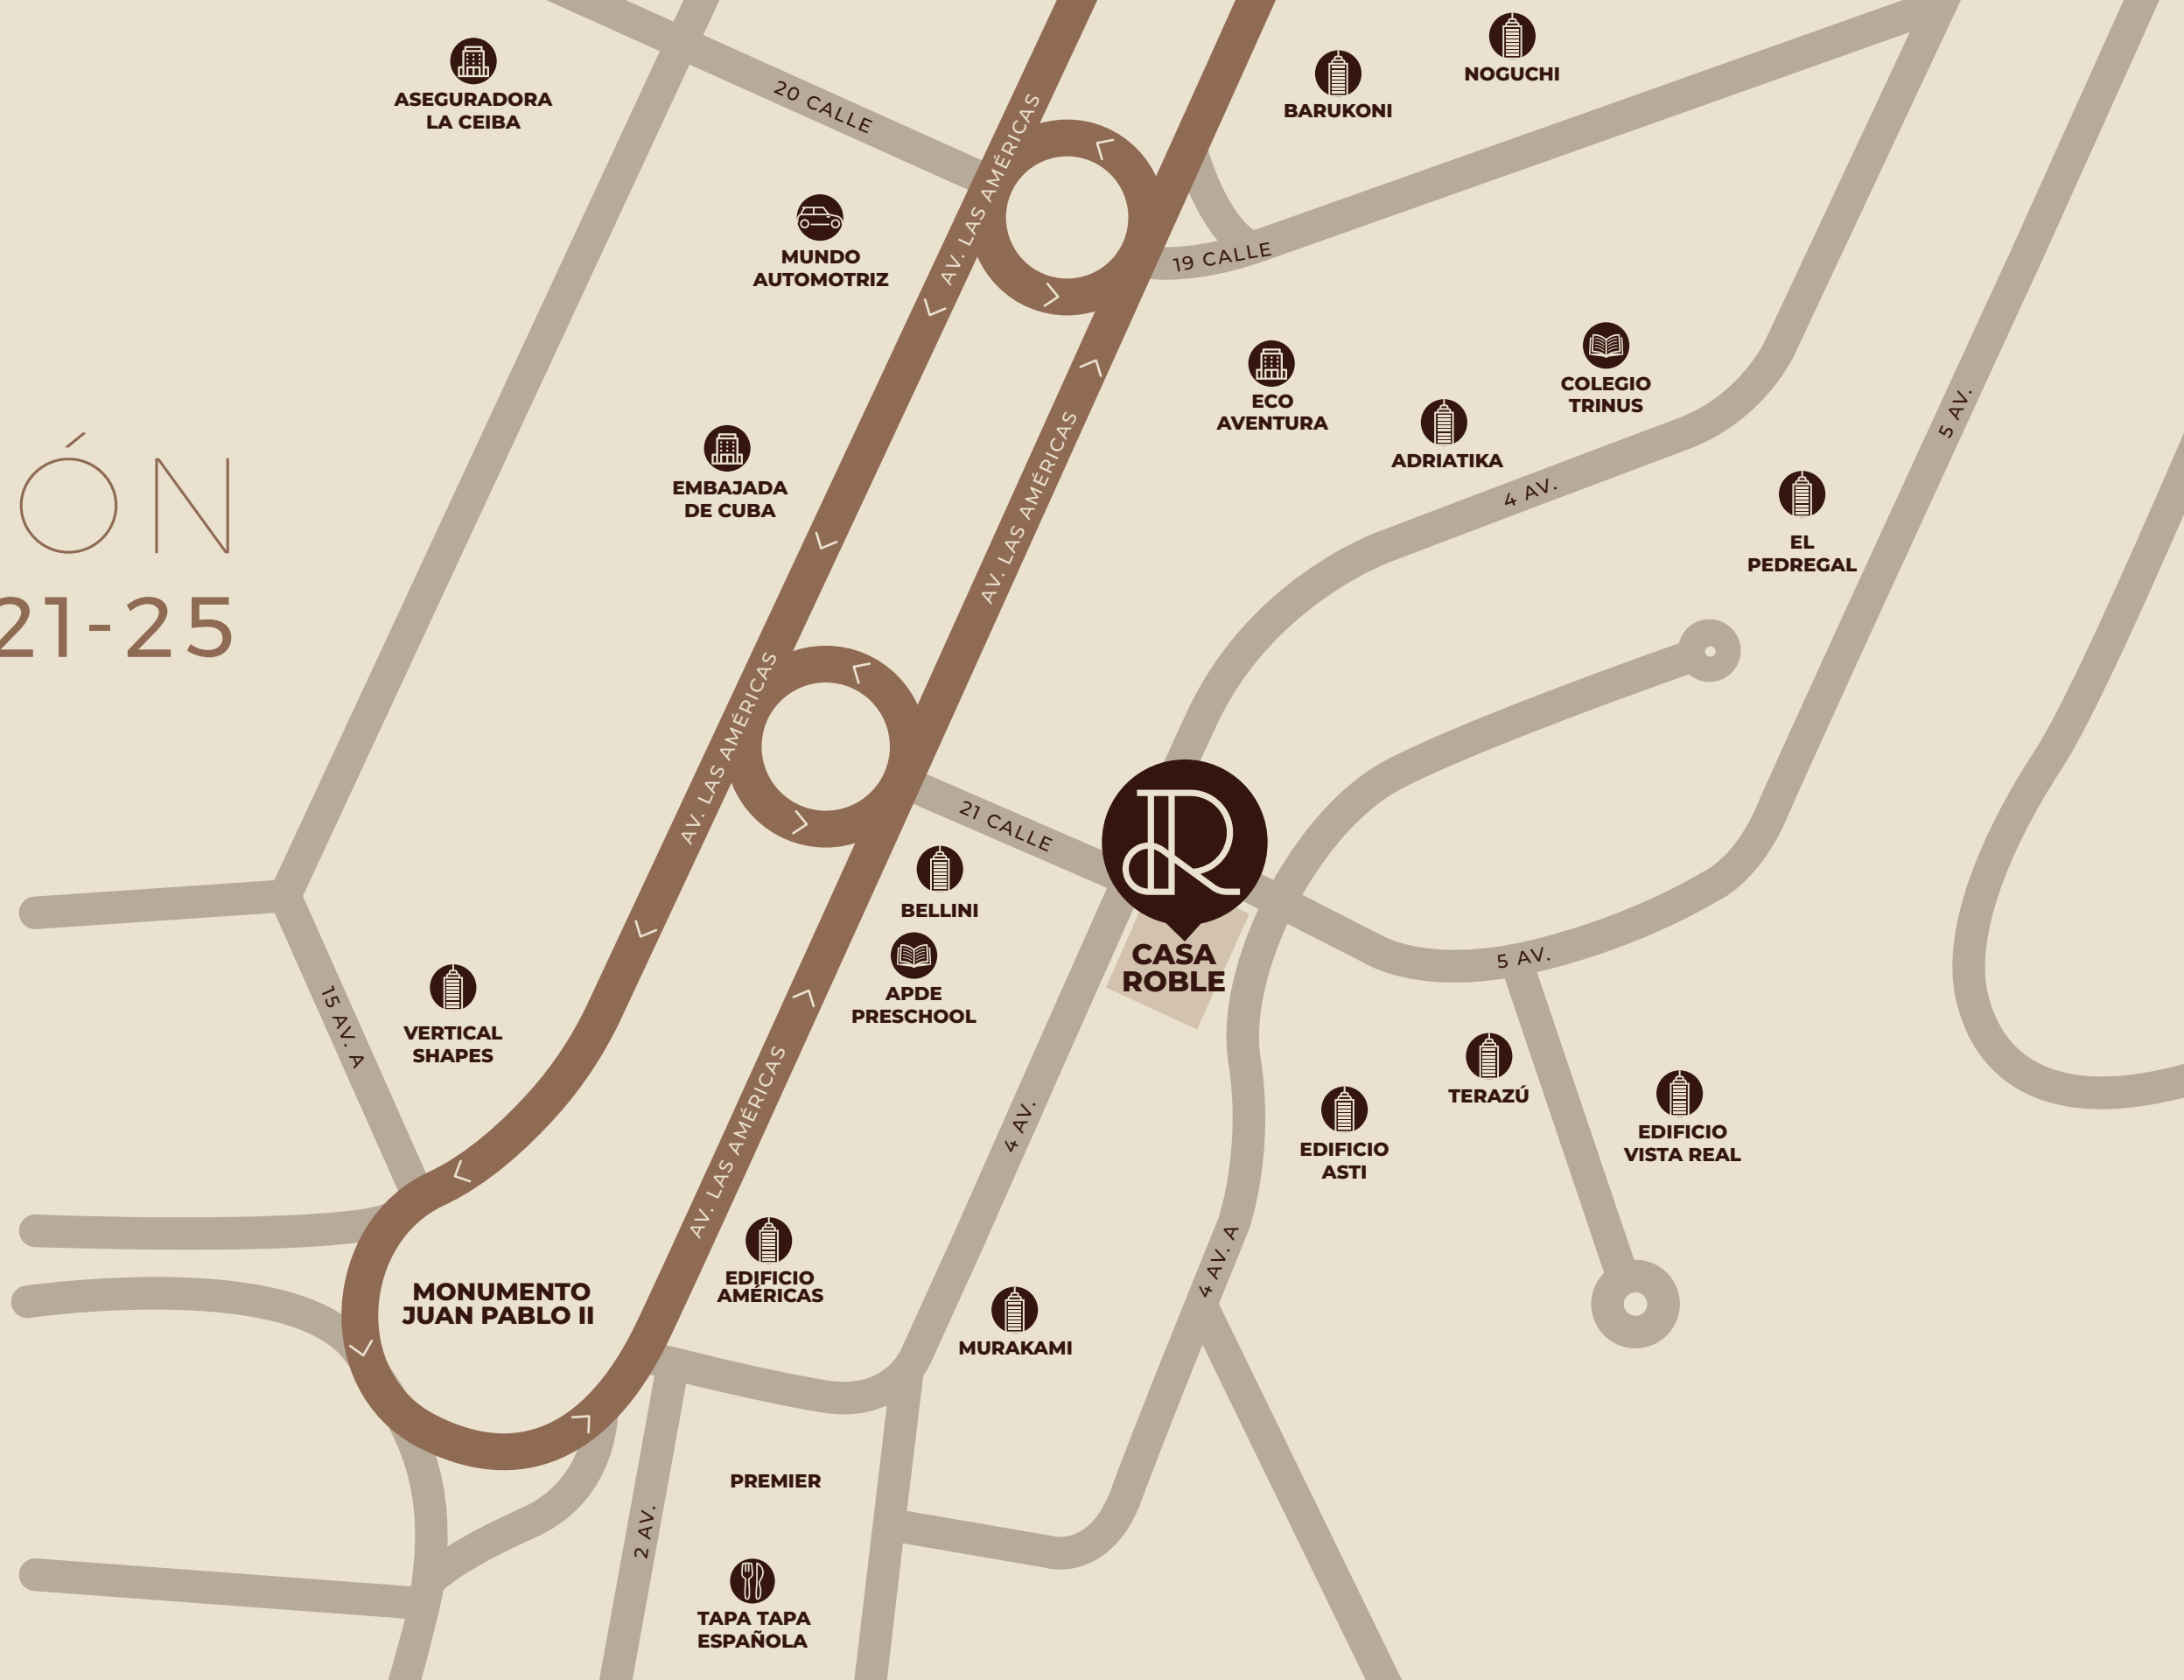 NOGUCHI
BARUKONI
ASEGURADORA
LA CEIBA
20 CALLE
AV. LAS AMÉRICAS
MUNDO
AUTOMOTRIZ
19 CALLE
ECO
AVENTURA
COLEGIO
TRINUS
ADRIATIKA
5 AV.
4 AV.
EMBAJADA
DE CUBA
AV. LAS AMÉRICAS
EL
PEDREGAL
ÓN
21-25
AV. LAS AMÉRICAS
21 CALLE
R
BELLINI
CASA
ROBLE
5 AV.
APDE
PRESCHOOL
15 AV. A
VERTICAL
SHAPES
AV. LAS AMÉRICAS
4 AV.
TERAZÚ
EDIFICIO
ASTI
EDIFICIO
VISTA REAL
4 AV. A
EDIFICIO
AMÉRICAS
MONUMENTO
JUAN PABLO II
MURAKAMI
PREMIER
2 AV.
TAPA TAPA
ESPAÑOLA